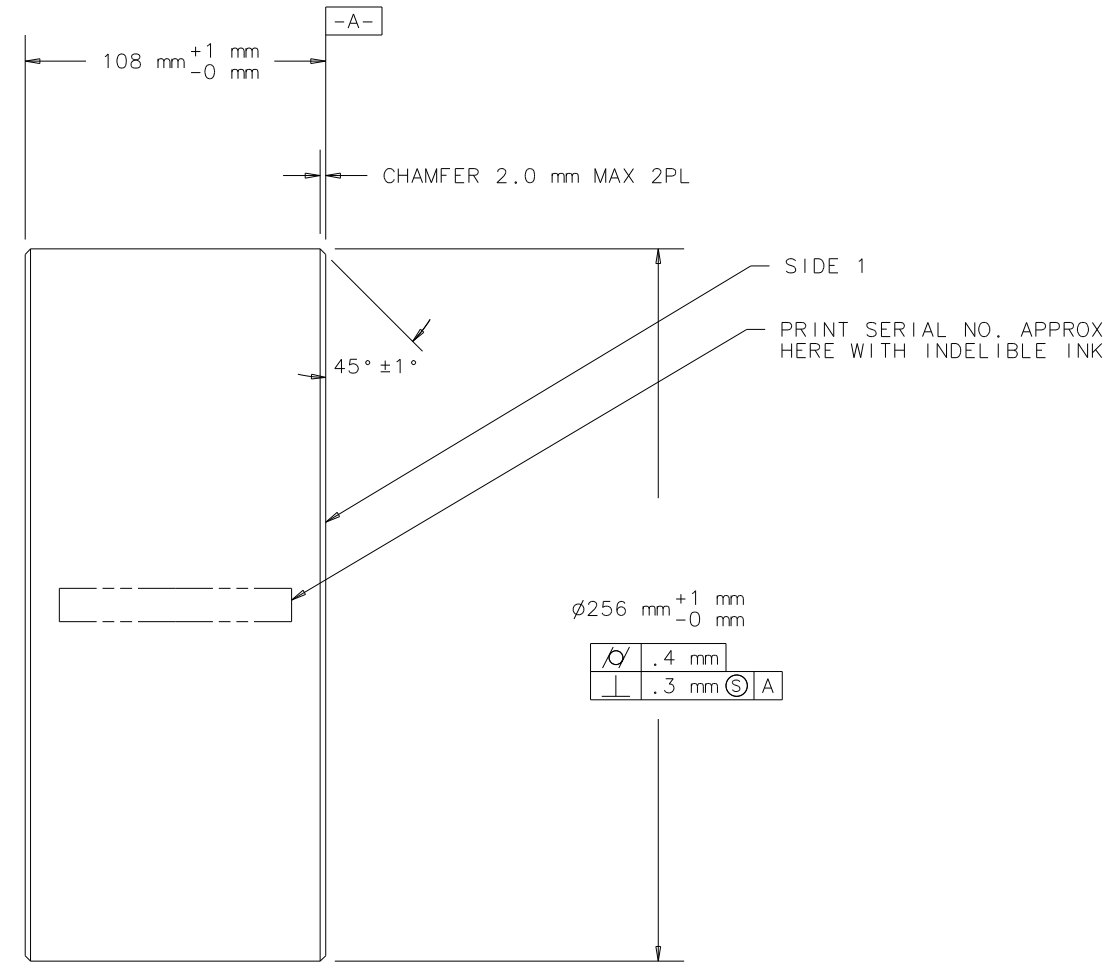 -A-
108 mm +1 mm -0 mm
CHAMFER 2.0 mm MAX 2PL
SIDE 1
PRINT SERIAL NO. APPROX
HERE WITH INDELIBLE INK
45° ±1°
⌀256 mm +1 mm -0 mm
⌭ .4 mm
⟂ .3 mm Ⓢ A